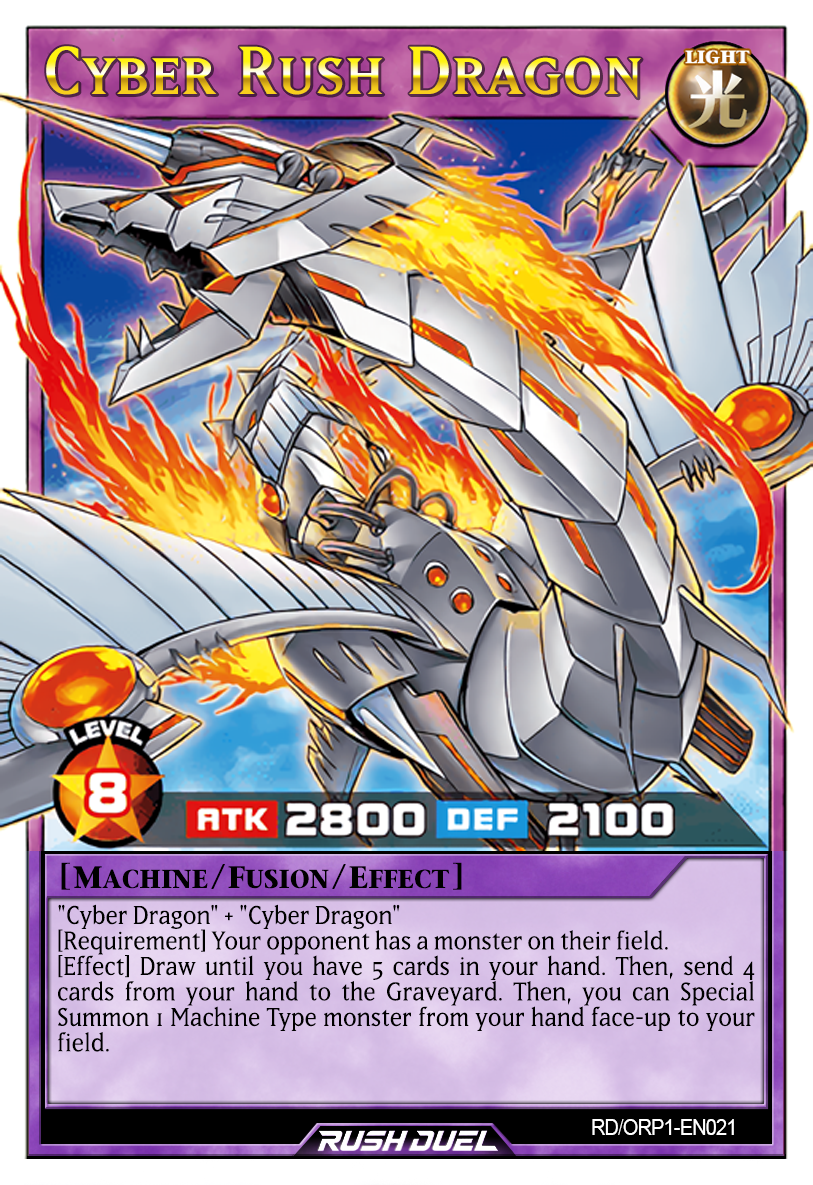 Cyber Rush Dragon
LIGHT
光
LEVEL
8
ATK 2800 DEF 2100
[Machine/Fusion/Effect]
"Cyber Dragon" + "Cyber Dragon"
[Requirement] Your opponent has a monster on their field.
[Effect] Draw until you have 5 cards in your hand. Then, send 4
cards from your hand to the Graveyard. Then, you can Special
Summon 1 Machine Type monster from your hand face-up to your
field.
RD/ORP1-EN021
RUSH DUEL